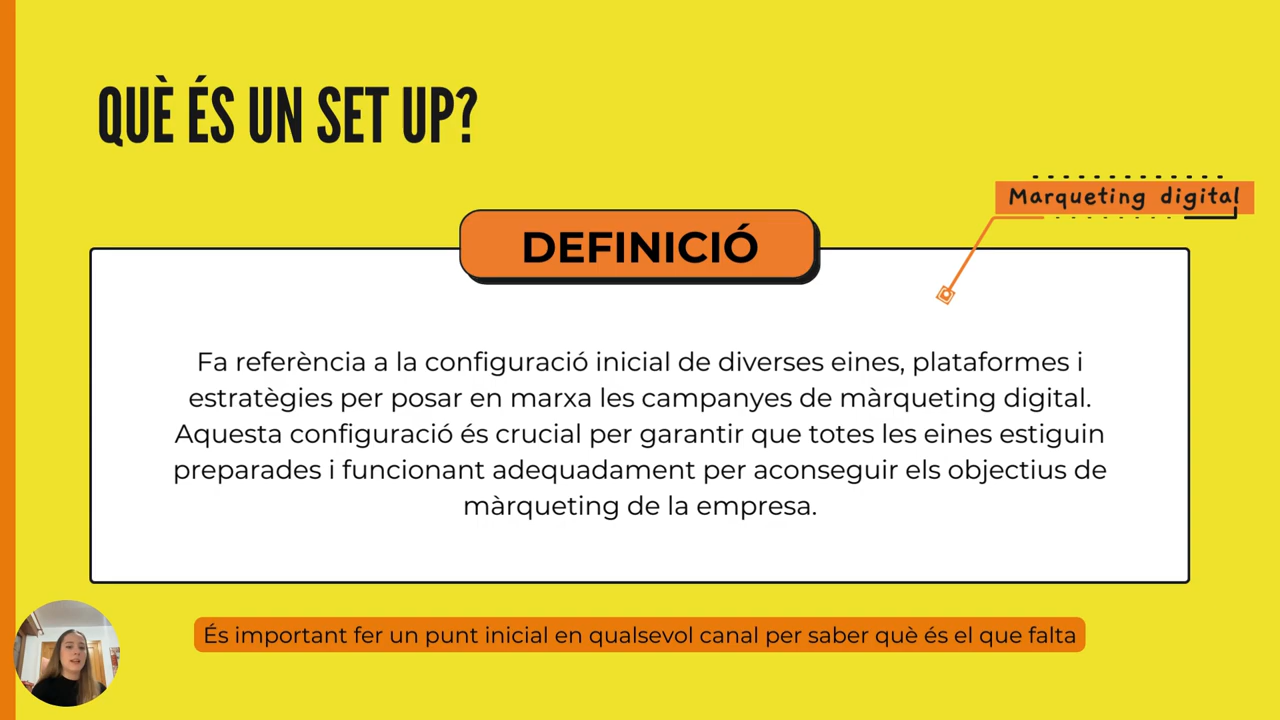 QUÈ ÉS UN SET UP?
Marqueting digital
DEFINICIÓ
Fa referència a la configuració inicial de diverses eines, plataformes i
estratègies per posar en marxa les campanyes de màrqueting digital.
Aquesta configuració és crucial per garantir que totes les eines estiguin
preparades i funcionant adequadament per aconseguir els objectius de
màrqueting de la empresa.
És important fer un punt inicial en qualsevol canal per saber què és el que falta